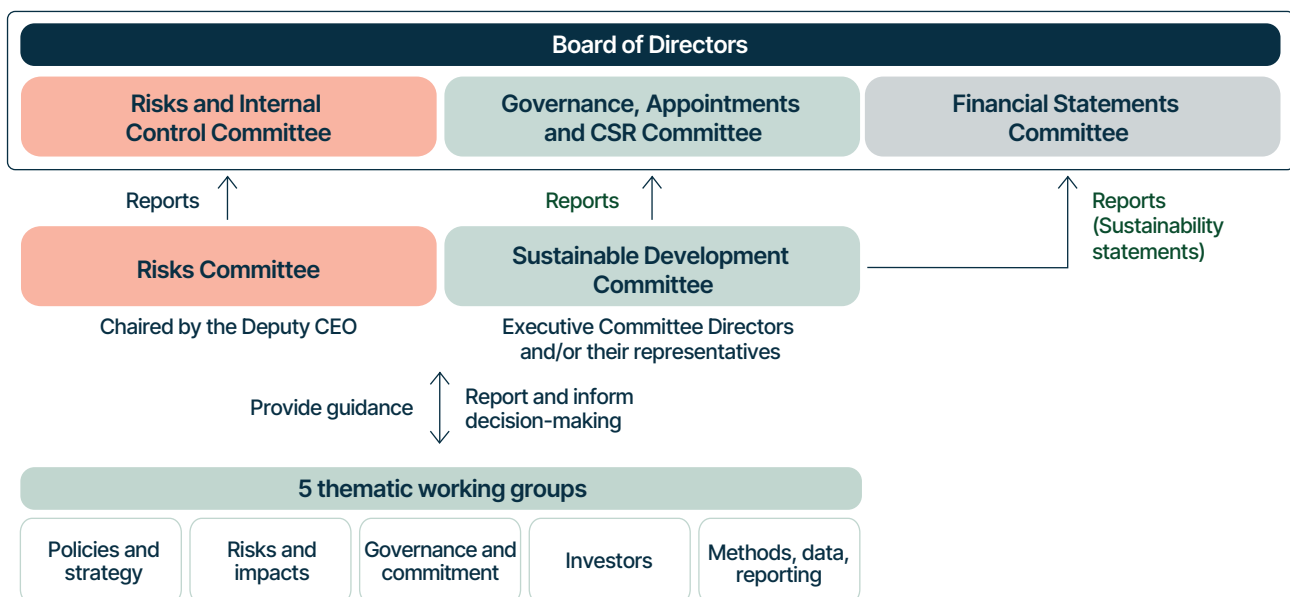 Board of Directors
Risks and Internal
Control Committee
Governance, Appointments
and CSR Committee
Financial Statements
Committee
Reports
Reports
Reports
(Sustainability
statements)
Risks Committee
Sustainable Development
Committee
Chaired by the Deputy CEO
Executive Committee Directors
and/or their representatives
Provide guidance
Report and inform
decision-making
5 thematic working groups
Policies and
strategy
Risks and
impacts
Governance and
commitment
Investors
Methods, data,
reporting